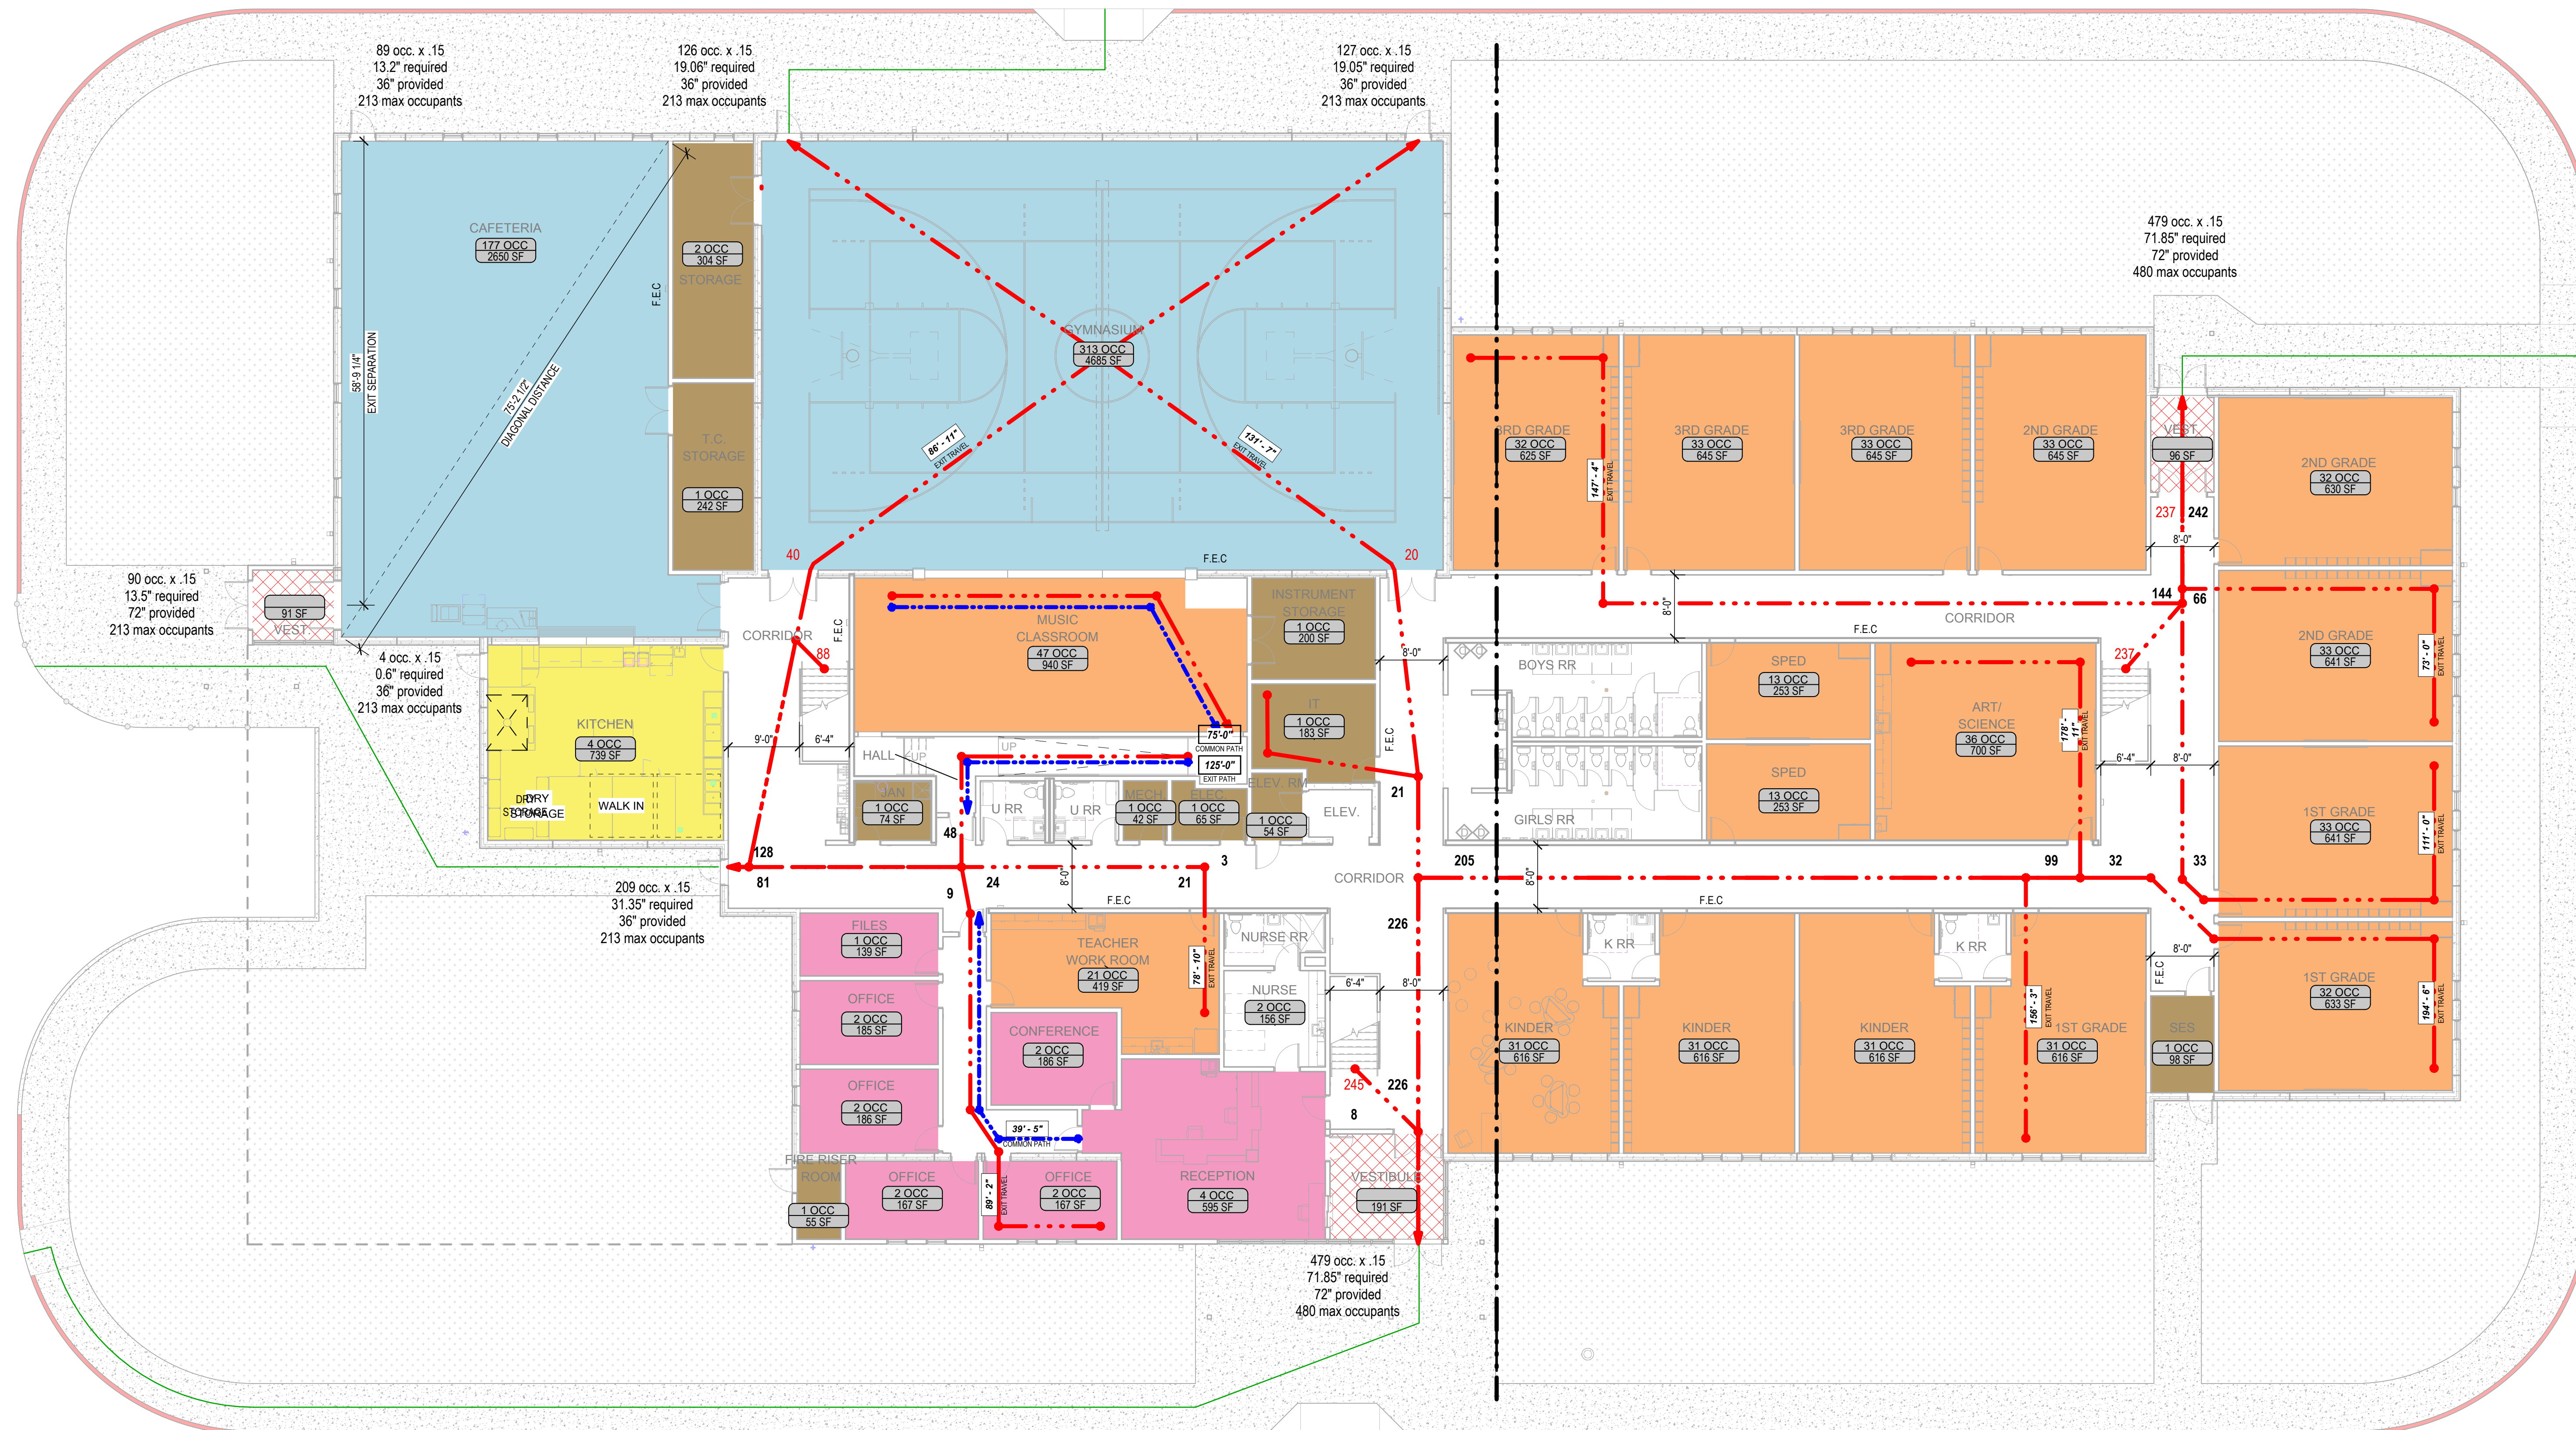 89 occ. x .15
13.2" required
36" provided
213 max occupants
126 occ. x .15
19.06" required
36" provided
213 max occupants
127 occ. x .15
19.05" required
36" provided
213 max occupants
479 occ. x .15
71.85" required
72" provided
480 max occupants
CAFETERIA
177 OCC
2650 SF
2 OCC
304 SF
STORAGE
F.E.C
58'-9 1/4"
EXIT SEPARATION
75'-2 1/2"
DIAGONAL DISTANCE
T.C.
STORAGE
1 OCC
242 SF
GYMNASIUM
313 OCC
4685 SF
86' - 11"
EXIT TRAVEL
131' - 7"
EXIT TRAVEL
40
20
F.E.C
3RD GRADE
32 OCC
625 SF
147' - 4"
EXIT TRAVEL
3RD GRADE
33 OCC
645 SF
3RD GRADE
33 OCC
645 SF
2ND GRADE
33 OCC
645 SF
VEST.
96 SF
237
242
8'-0"
2ND GRADE
32 OCC
630 SF
90 occ. x .15
13.5" required
72" provided
213 max occupants
91 SF
VEST.
4 occ. x .15
0.6" required
36" provided
213 max occupants
KITCHEN
4 OCC
739 SF
DRY
STORAGE
DRY
STORAGE
WALK IN
CORRIDOR
F.E.C
88
9'-0"
6'-4"
MUSIC
CLASSROOM
47 OCC
940 SF
INSTRUMENT
STORAGE
1 OCC
200 SF
IT
1 OCC
183 SF
8'-0"
F.E.C
75'-0"
COMMON PATH
125'-0"
EXIT PATH
HALL
UP
UP
JAN
1 OCC
74 SF
U RR
U RR
MECH
1 OCC
42 SF
ELEC
1 OCC
65 SF
ELEV. RM
1 OCC
54 SF
ELEV.
21
48
8'-0"
F.E.C
CORRIDOR
144
66
BOYS RR
GIRLS RR
SPED
13 OCC
253 SF
SPED
13 OCC
253 SF
ART/
SCIENCE
36 OCC
700 SF
178' -
11"
EXIT TRAVEL
237
6'-4"
8'-0"
2ND GRADE
33 OCC
641 SF
73' - 0"
EXIT TRAVEL
1ST GRADE
33 OCC
641 SF
111' - 0"
EXIT TRAVEL
128
81
9
24
8'-0"
21
3
F.E.C
CORRIDOR
205
8'-0"
F.E.C
99
32
33
209 occ. x .15
31.35" required
36" provided
213 max occupants
FILES
1 OCC
139 SF
OFFICE
2 OCC
185 SF
OFFICE
2 OCC
186 SF
TEACHER
WORK ROOM
21 OCC
419 SF
78' - 10"
EXIT TRAVEL
CONFERENCE
2 OCC
186 SF
NURSE RR
NURSE
2 OCC
156 SF
226
6'-4"
8'-0"
245
226
8
39' - 5"
COMMON PATH
FIRE RISER
ROOM
1 OCC
55 SF
OFFICE
2 OCC
167 SF
89' - 2"
EXIT TRAVEL
OFFICE
2 OCC
167 SF
RECEPTION
4 OCC
595 SF
VESTIBULE
191 SF
K RR
K RR
KINDER
31 OCC
616 SF
KINDER
31 OCC
616 SF
KINDER
31 OCC
616 SF
156' - 3"
EXIT TRAVEL
1ST GRADE
31 OCC
616 SF
8'-0"
F.E.C
SES
1 OCC
98 SF
1ST GRADE
32 OCC
633 SF
194' - 6"
EXIT TRAVEL
479 occ. x .15
71.85" required
72" provided
480 max occupants